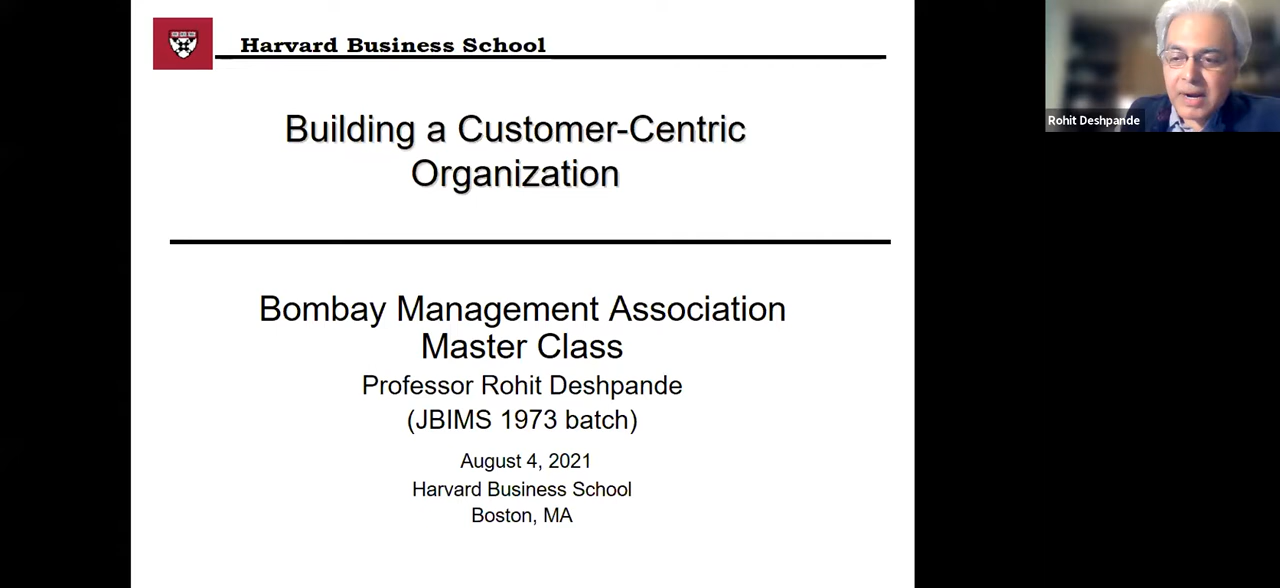 Harvard Business School
Building a Customer-Centric
Organization
Bombay Management Association
Master Class
Professor Rohit Deshpande
(JBIMS 1973 batch)
August 4, 2021
Harvard Business School
Boston, MA
Rohit Deshpande